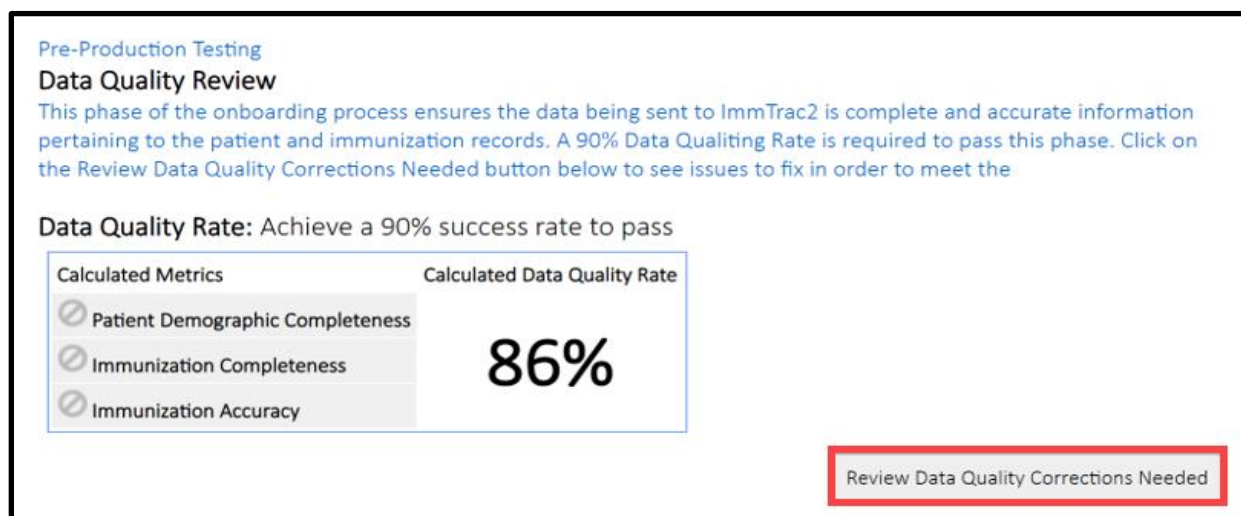 Pre-Production Testing
Data Quality Review
This phase of the onboarding process ensures the data being sent to ImmTrac2 is complete and accurate information
pertaining to the patient and immunization records. A 90% Data Qualiting Rate is required to pass this phase. Click on
the Review Data Quality Corrections Needed button below to see issues to fix in order to meet the
Data Quality Rate: Achieve a 90% success rate to pass
Calculated Metrics
Calculated Data Quality Rate
Patient Demographic Completeness
Immunization Completeness
Immunization Accuracy
86%
Review Data Quality Corrections Needed